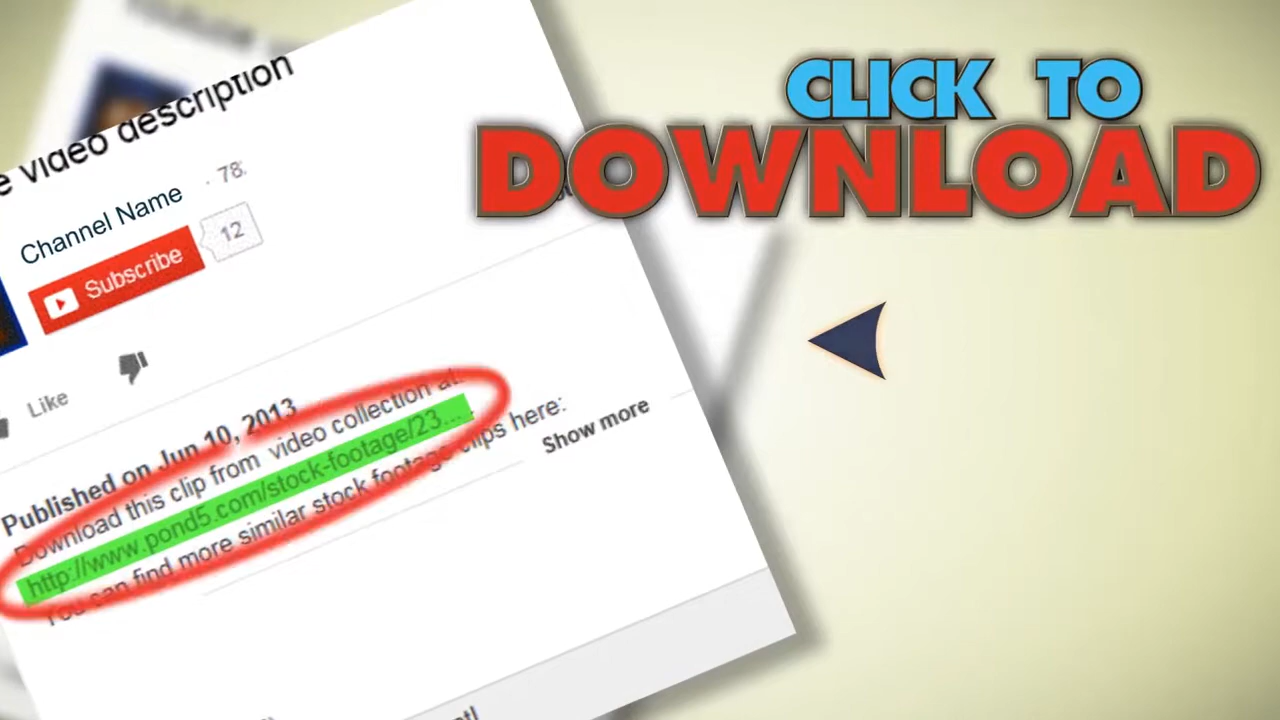 CLICK TO
DOWNLOAD
e video description
Channel Name
· 78
Subscribe
12
Like
Published on Jun 10, 2013
Download this clip from video collection at
http://www.pond5.com/stock-footage/23...
You can find more similar stock footage clips here:
Show more